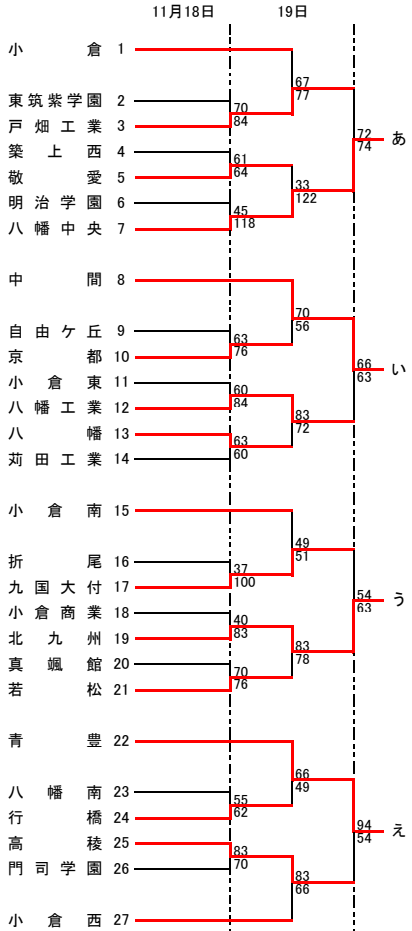 11月18日 19日
小倉 1
67
77
東筑紫学園 2
70
戸畑工業 3
84
72
74
あ
築上西 4
61
敬愛 5
64
33
122
明治学園 6
45
八幡中央 7
118
中間 8
70
56
自由ケ丘 9
63
京都 10
76
66
63
い
小倉東 11
60
八幡工業 12
84
83
72
八幡 13
63
苅田工業 14
60
小倉南 15
49
51
折尾 16
37
九国大付 17
100
54
63
う
小倉商業 18
40
北九州 19
83
83
78
真颯館 20
70
若松 21
76
青豊 22
66
49
八幡南 23
55
行橋 24
62
94
54
え
高稜 25
83
門司学園 26
70
83
66
小倉西 27